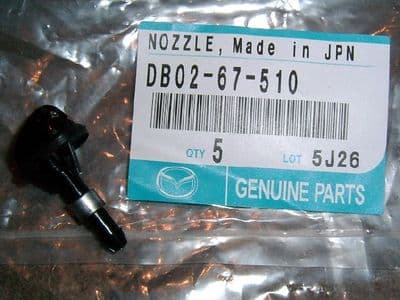 NOZZLE, Made in JPN
DB02-67-510
QTY 5 LOT 5J26
GENUINE PARTS